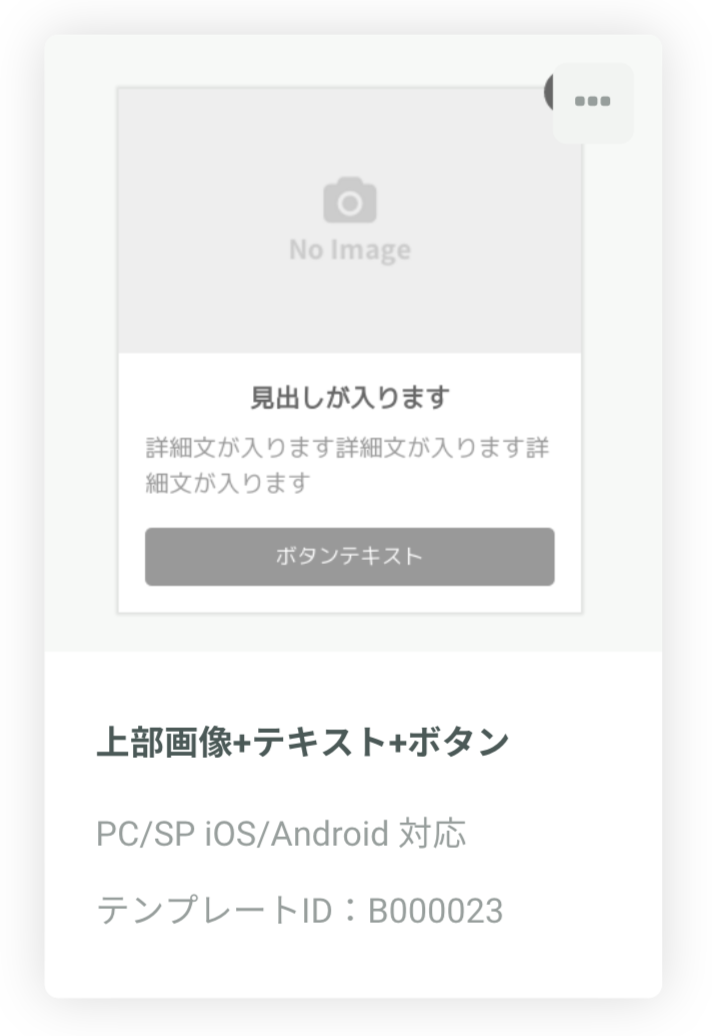 No Image
見出しが入ります
詳細文が入ります詳細文が入ります詳
細文が入ります
ボタンテキスト
上部画像+テキスト+ボタン
PC/SP iOS/Android 対応
テンプレートID：B000023